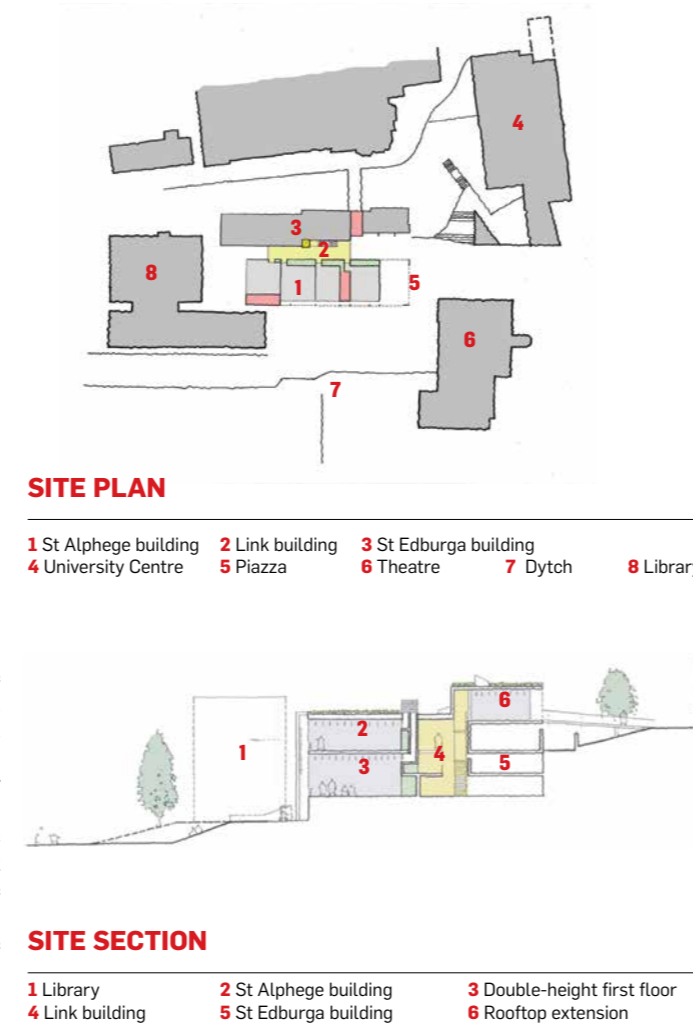 4
3
2
8
1
5
6
7
SITE PLAN
1 St Alphege building 2 Link building 3 St Edburga building
4 University Centre 5 Piazza 6 Theatre 7 Dytch 8 Library
6
2
1
4
3
5
SITE SECTION
1 Library 2 St Alphege building 3 Double-height first floor
4 Link building 5 St Edburga building 6 Rooftop extension